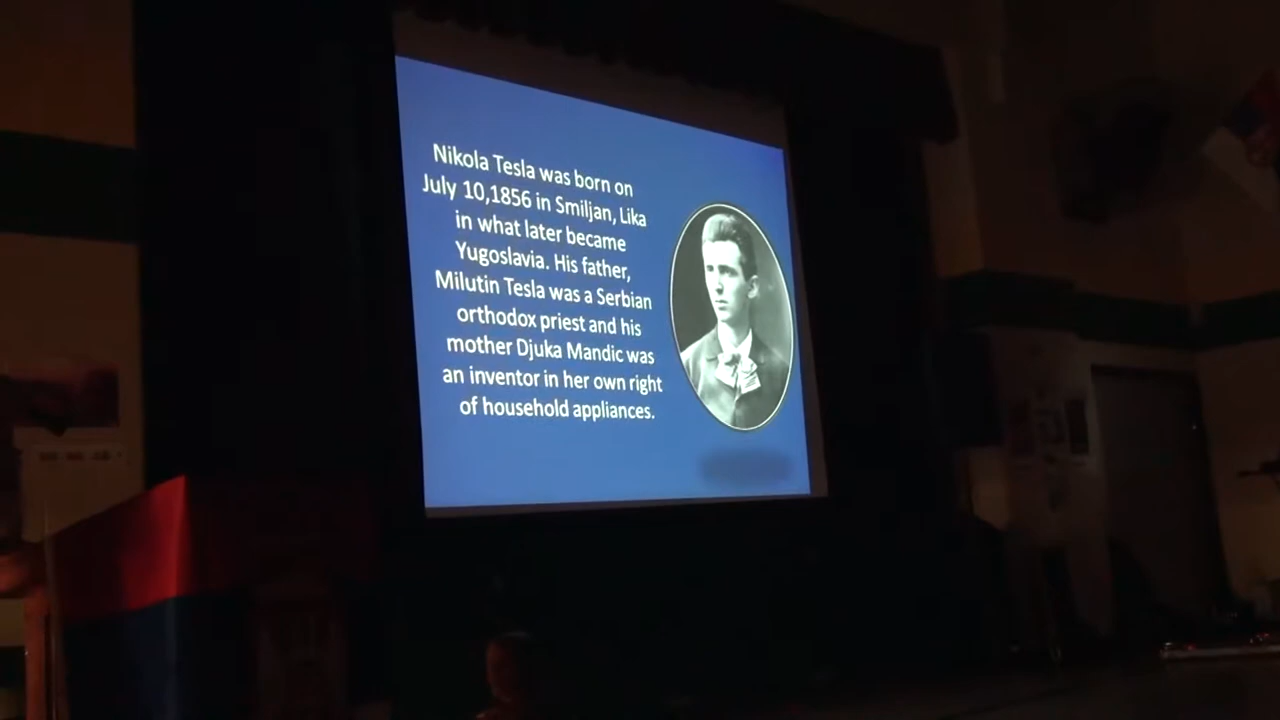 Nikola Tesla was born on
July 10,1856 in Smiljan, Lika
in what later became
Yugoslavia. His father,
Milutin Tesla was a Serbian
orthodox priest and his
mother Djuka Mandic was
an inventor in her own right
of household appliances.